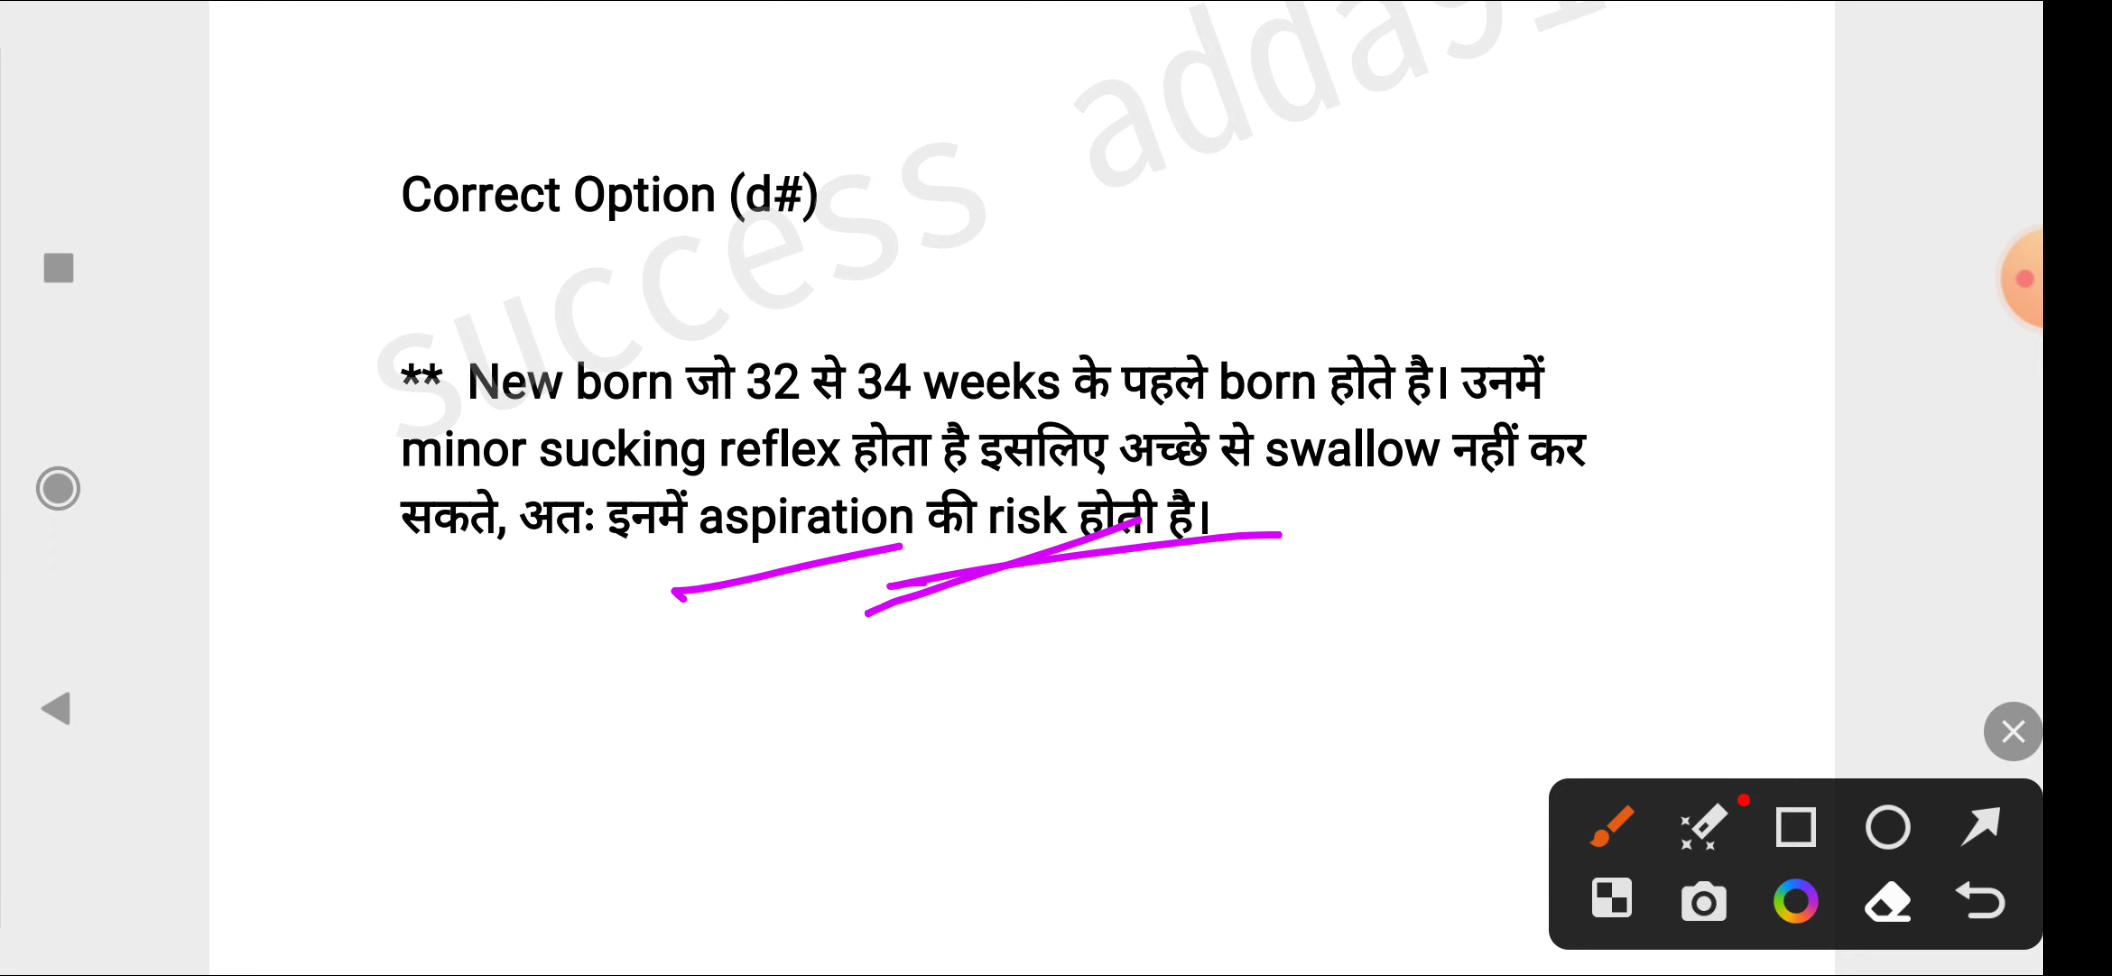 success adda91
Correct Option (d#)
** New born जो 32 से 34 weeks के पहले born होते है। उनमें
minor sucking reflex होता है इसलिए अच्छे से swallow नहीं कर
सकते, अतः इनमें aspiration की risk होती है।